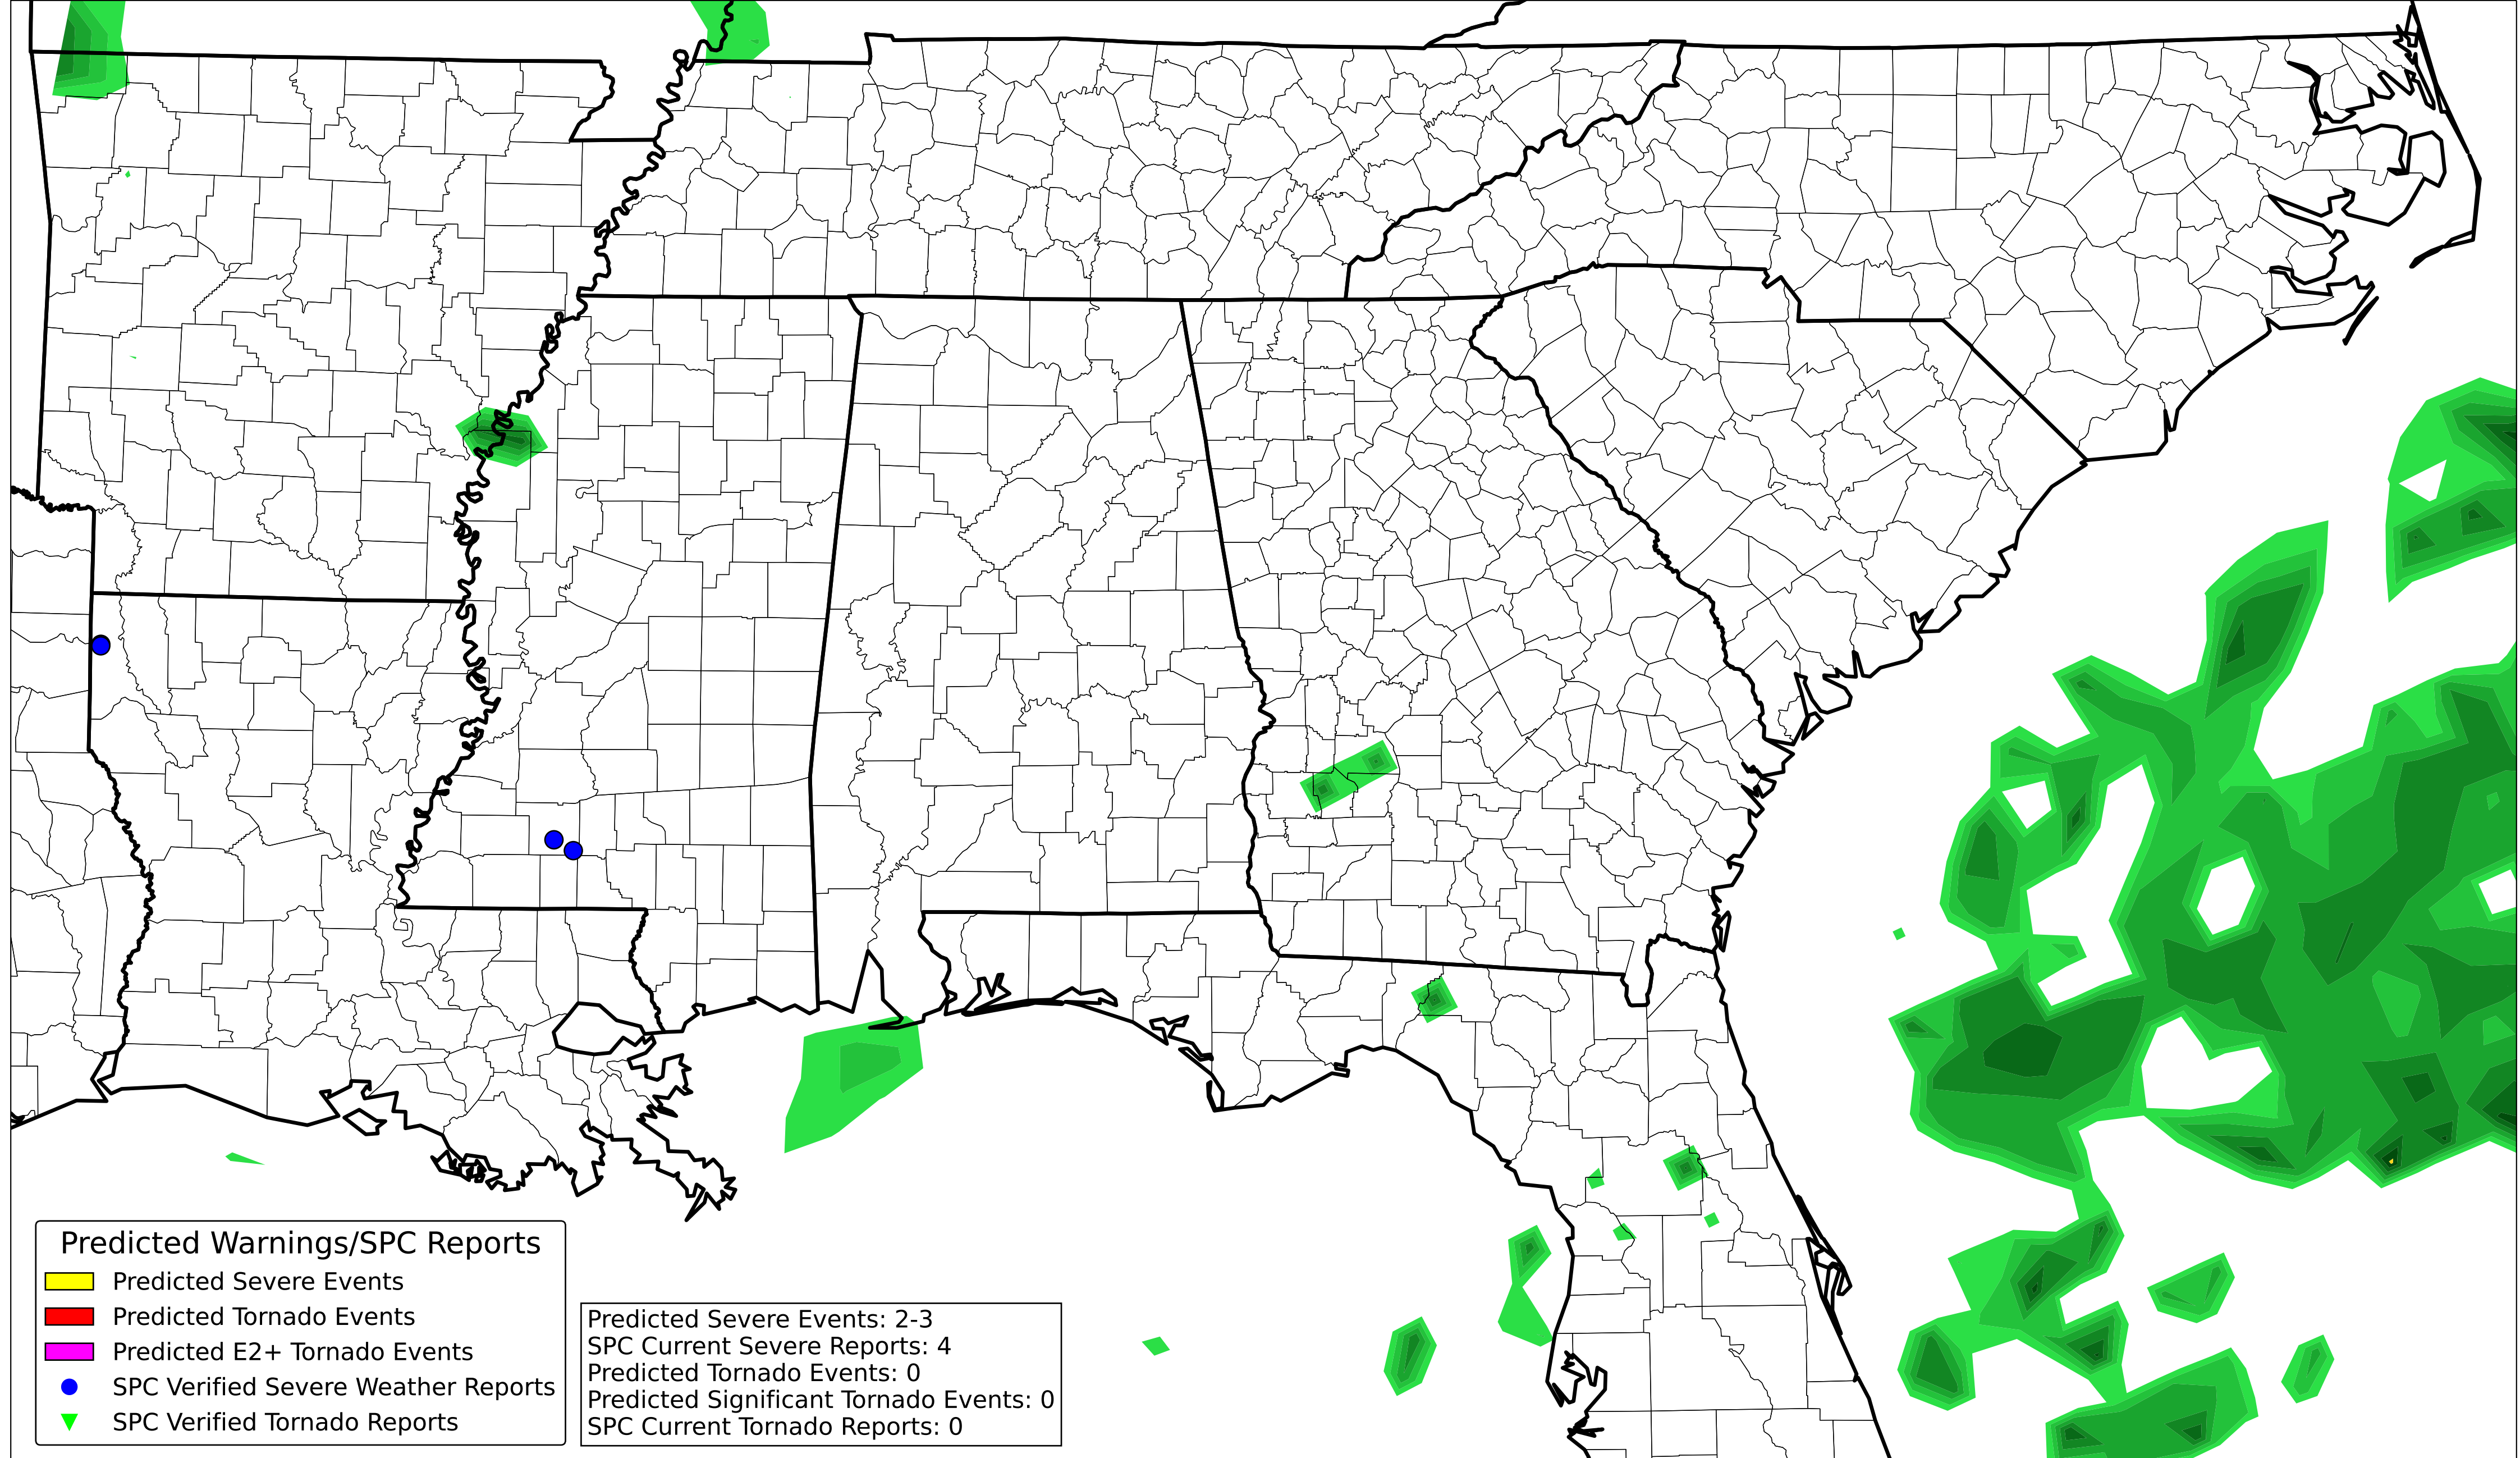 Predicted Warnings/SPC Reports
Predicted Severe Events
Predicted Tornado Events
Predicted E2+ Tornado Events
SPC Verified Severe Weather Reports
SPC Verified Tornado Reports
Predicted Severe Events: 2-3
SPC Current Severe Reports: 4
Predicted Tornado Events: 0
Predicted Significant Tornado Events: 0
SPC Current Tornado Reports: 0